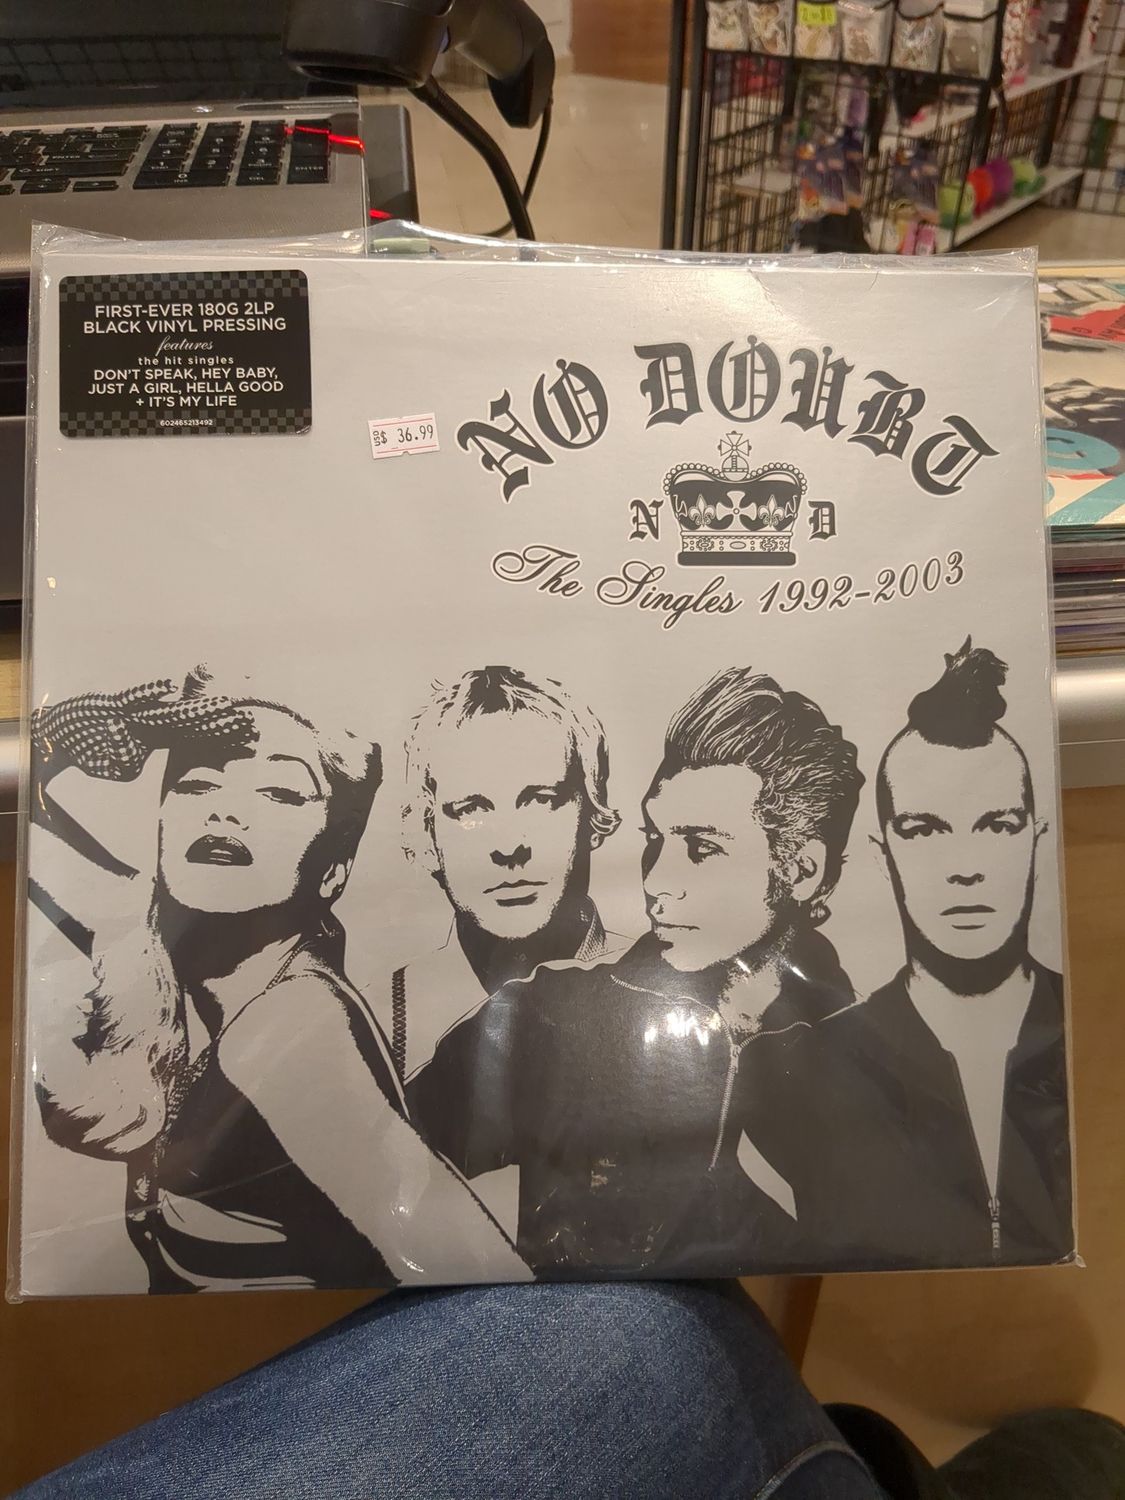 FIRST-EVER 180G 2LP
BLACK VINYL PRESSING
features
the hit singles
DON'T SPEAK, HEY BABY,
JUST A GIRL, HELLA GOOD
+ IT'S MY LIFE
602465213492
USD$ 36.99
NO DOUBT
N D
The Singles 1992-2003